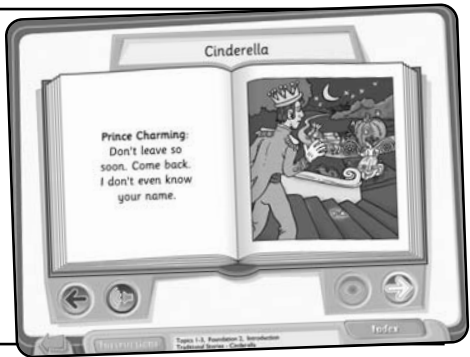 Cinderella
Prince Charming:
Don't leave so
soon. Come back.
I don't even know
your name.
Index
Instructions
Topics 1-3, Foundation 2, Introduction
Traditional Stories - Cinderella